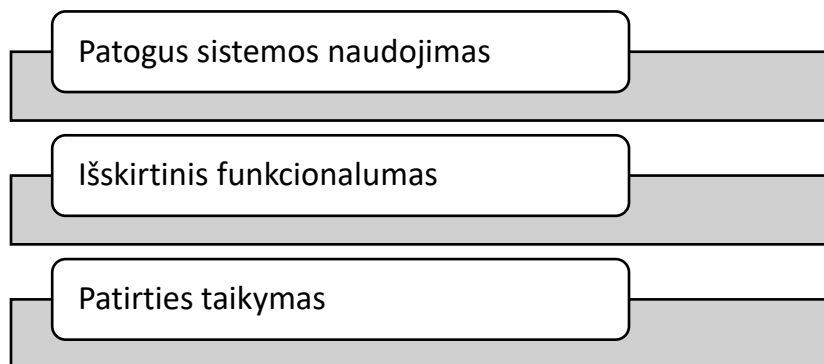 Patogus sistemos naudojimas
Išskirtinis funkcionalumas
Patirties taikymas